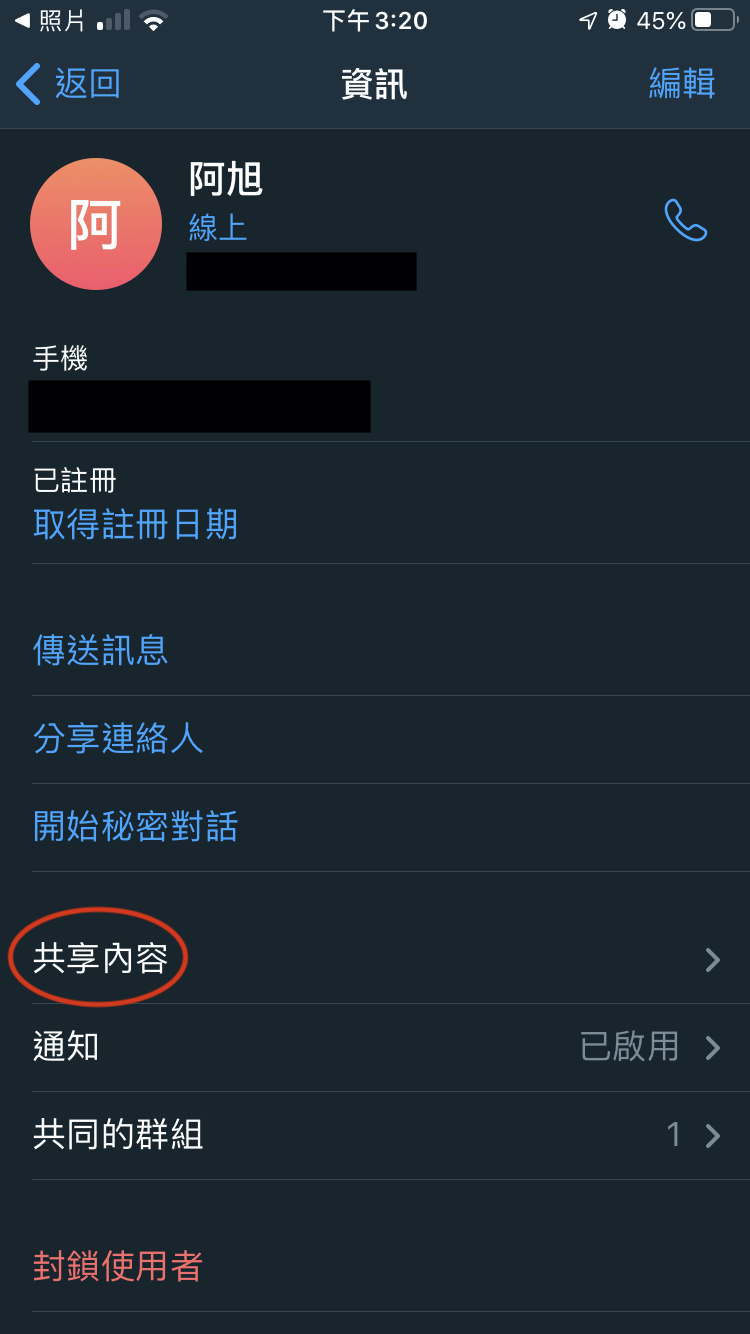 照片
下午3:20
45%
返回
資訊
編輯
阿
阿旭
線上
手機
已註冊
取得註冊日期
傳送訊息
分享連絡人
開始秘密對話
共享內容
通知 已啟用
共同的群組 1
封鎖使用者